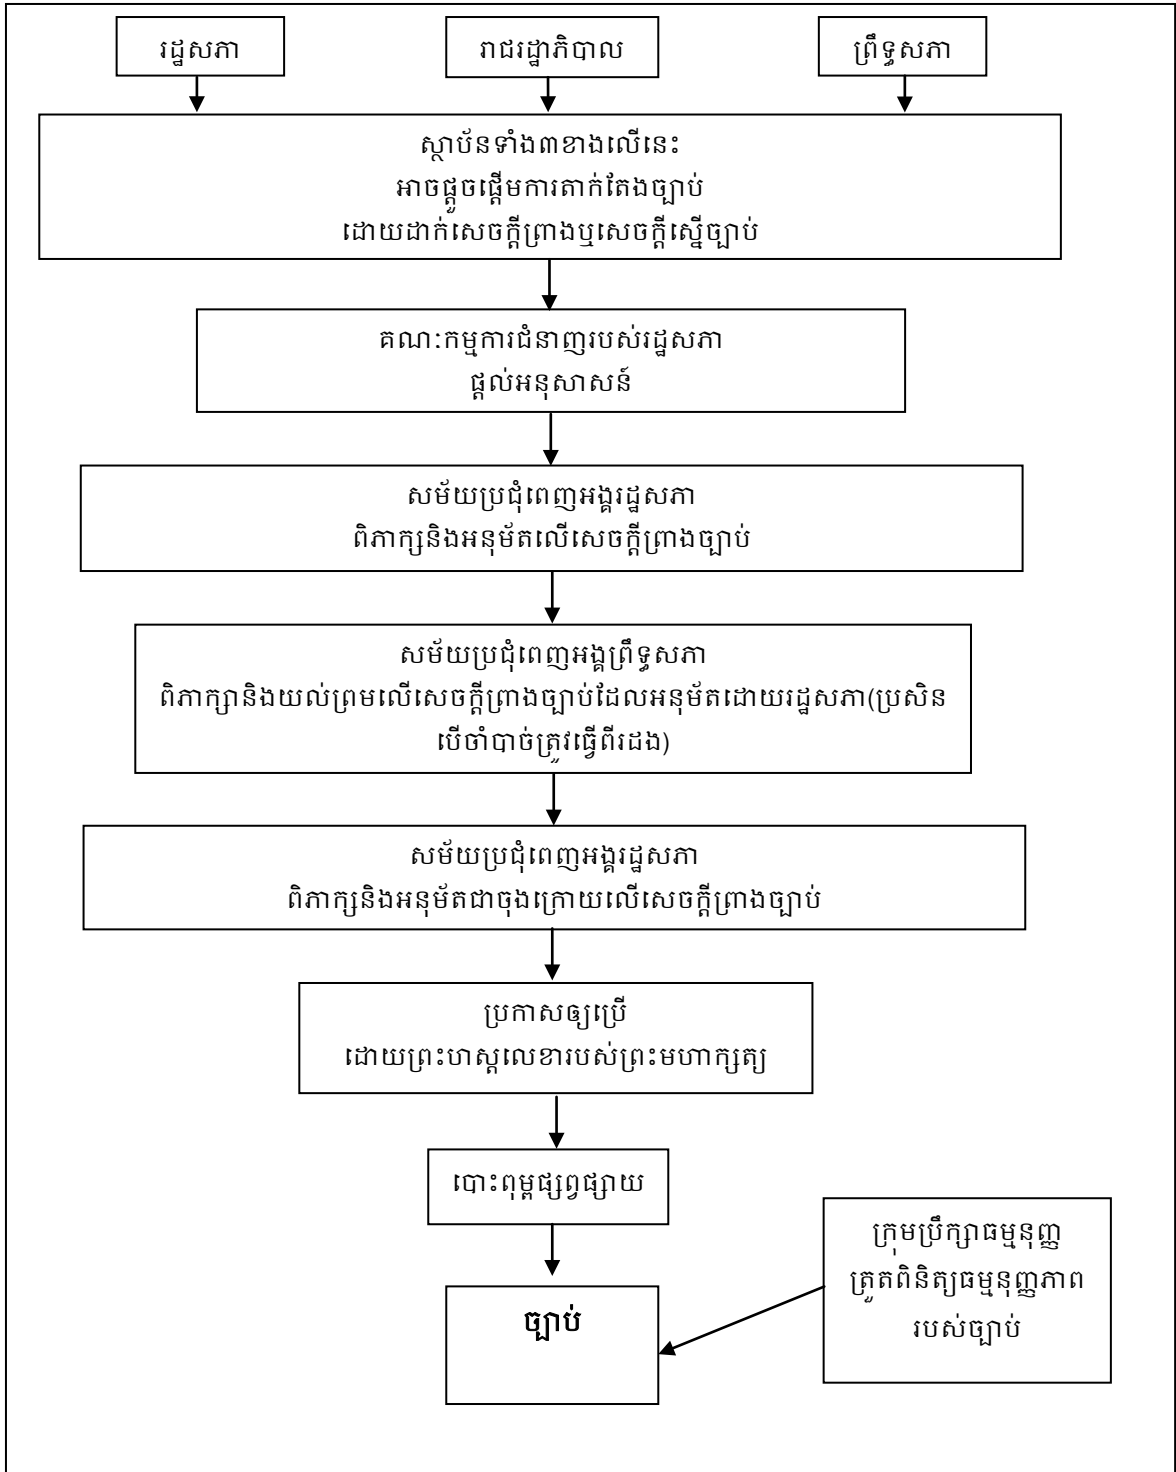 រដ្ឋសភា
រាជរដ្ឋាភិបាល
ព្រឹទ្ធសភា
ស្ថាប័នទាំង៣ខាងលើនេះ
អាចផ្តួចផ្តើមការតាក់តែងច្បាប់
ដោយដាក់សេចក្តីព្រាងឬសេចក្តីស្នើច្បាប់
គណ:កម្មការជំនាញរបស់រដ្ឋសភា
ផ្តល់អនុសាសន៍
សម័យប្រជុំពេញអង្គរដ្ឋសភា
ពិភាក្សនិងអនុម័តលើសេចក្តីព្រាងច្បាប់
សម័យប្រជុំពេញអង្គព្រឹទ្ធសភា
ពិភាក្សានិងយល់ព្រមលើសេចក្តីព្រាងច្បាប់ដែលអនុម័តដោយរដ្ឋសភា(ប្រសិន
បើចាំបាច់ត្រូវធ្វើពីរដង)
សម័យប្រជុំពេញអង្គរដ្ឋសភា
ពិភាក្សនិងអនុម័តជាចុងក្រោយលើសេចក្តីព្រាងច្បាប់
ប្រកាសឲ្យប្រើ
ដោយព្រះហស្តលេខារបស់ព្រះមហាក្សត្យ
បោះពុម្ពផ្សព្វផ្សាយ
ក្រុមប្រឹក្សាធម្មនុញ្ញ
ត្រួតពិនិត្យធម្មនុញ្ញភាព
របស់ច្បាប់
ច្បាប់